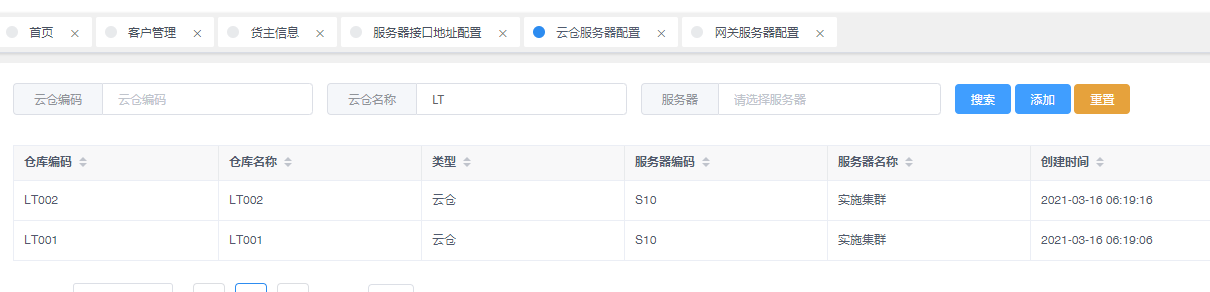 首页 × 客户管理 × 货主信息 × 服务器接口地址配置 × 云仓服务器配置 × 网关服务器配置 ×
云仓编码 云仓编码 云仓名称 LT 服务器 请选择服务器 搜索 添加 重置
仓库编码 仓库名称 类型 服务器编码 服务器名称 创建时间
LT002 LT002 云仓 S10 实施集群 2021-03-16 06:19:16
LT001 LT001 云仓 S10 实施集群 2021-03-16 06:19:06